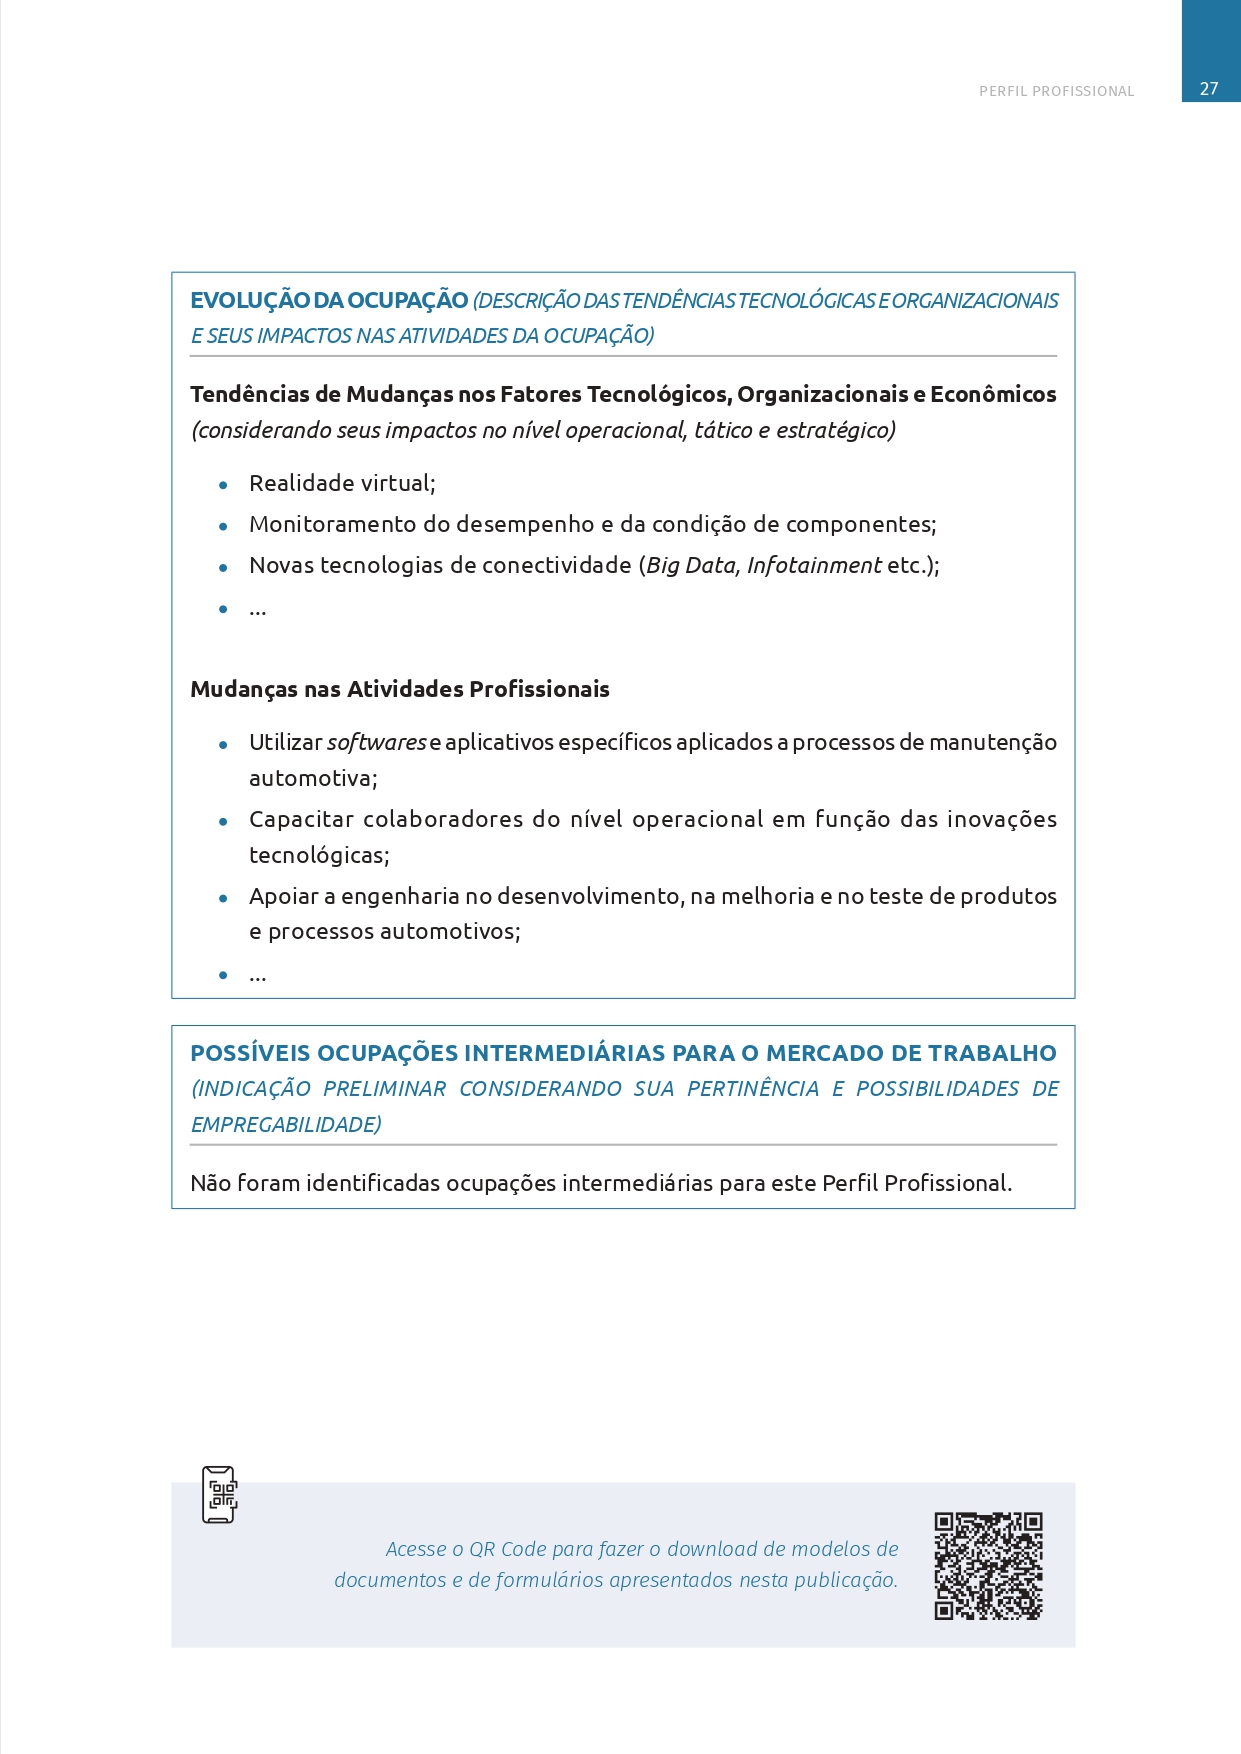 PERFIL PROFISSIONAL
27
EVOLUÇÃO DA OCUPAÇÃO (DESCRIÇÃO DAS TENDÊNCIAS TECNOLÓGICAS E ORGANIZACIONAIS
E SEUS IMPACTOS NAS ATIVIDADES DA OCUPAÇÃO)
Tendências de Mudanças nos Fatores Tecnológicos, Organizacionais e Econômicos
(considerando seus impactos no nível operacional, tático e estratégico)
• Realidade virtual;
• Monitoramento do desempenho e da condição de componentes;
• Novas tecnologias de conectividade (Big Data, Infotainment etc.);
• ...
Mudanças nas Atividades Profissionais
• Utilizar softwares e aplicativos específicos aplicados a processos de manutenção
automotiva;
• Capacitar colaboradores do nível operacional em função das inovações
tecnológicas;
• Apoiar a engenharia no desenvolvimento, na melhoria e no teste de produtos
e processos automotivos;
• ...
POSSÍVEIS OCUPAÇÕES INTERMEDIÁRIAS PARA O MERCADO DE TRABALHO
(INDICAÇÃO PRELIMINAR CONSIDERANDO SUA PERTINÊNCIA E POSSIBILIDADES DE
EMPREGABILIDADE)
Não foram identificadas ocupações intermediárias para este Perfil Profissional.
Acesse o QR Code para fazer o download de modelos de
documentos e de formulários apresentados nesta publicação.